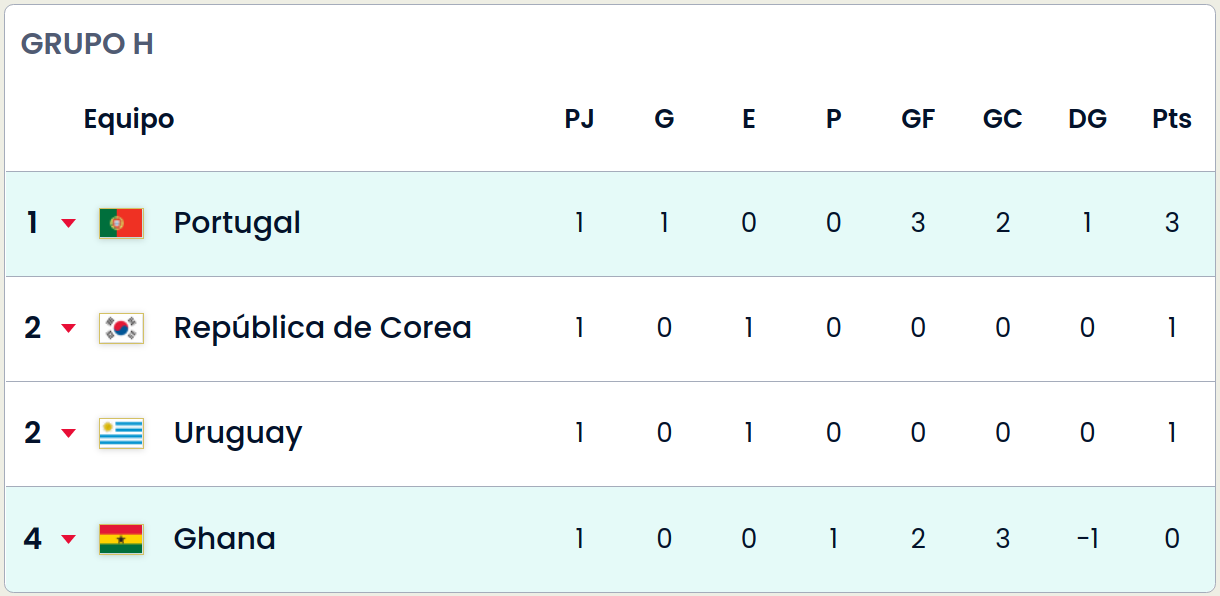 GRUPO H
Equipo PJ G E P GF GC DG Pts
1 Portugal 1 1 0 0 3 2 1 3
2 República de Corea 1 0 1 0 0 0 0 1
2 Uruguay 1 0 1 0 0 0 0 1
4 Ghana 1 0 0 1 2 3 -1 0